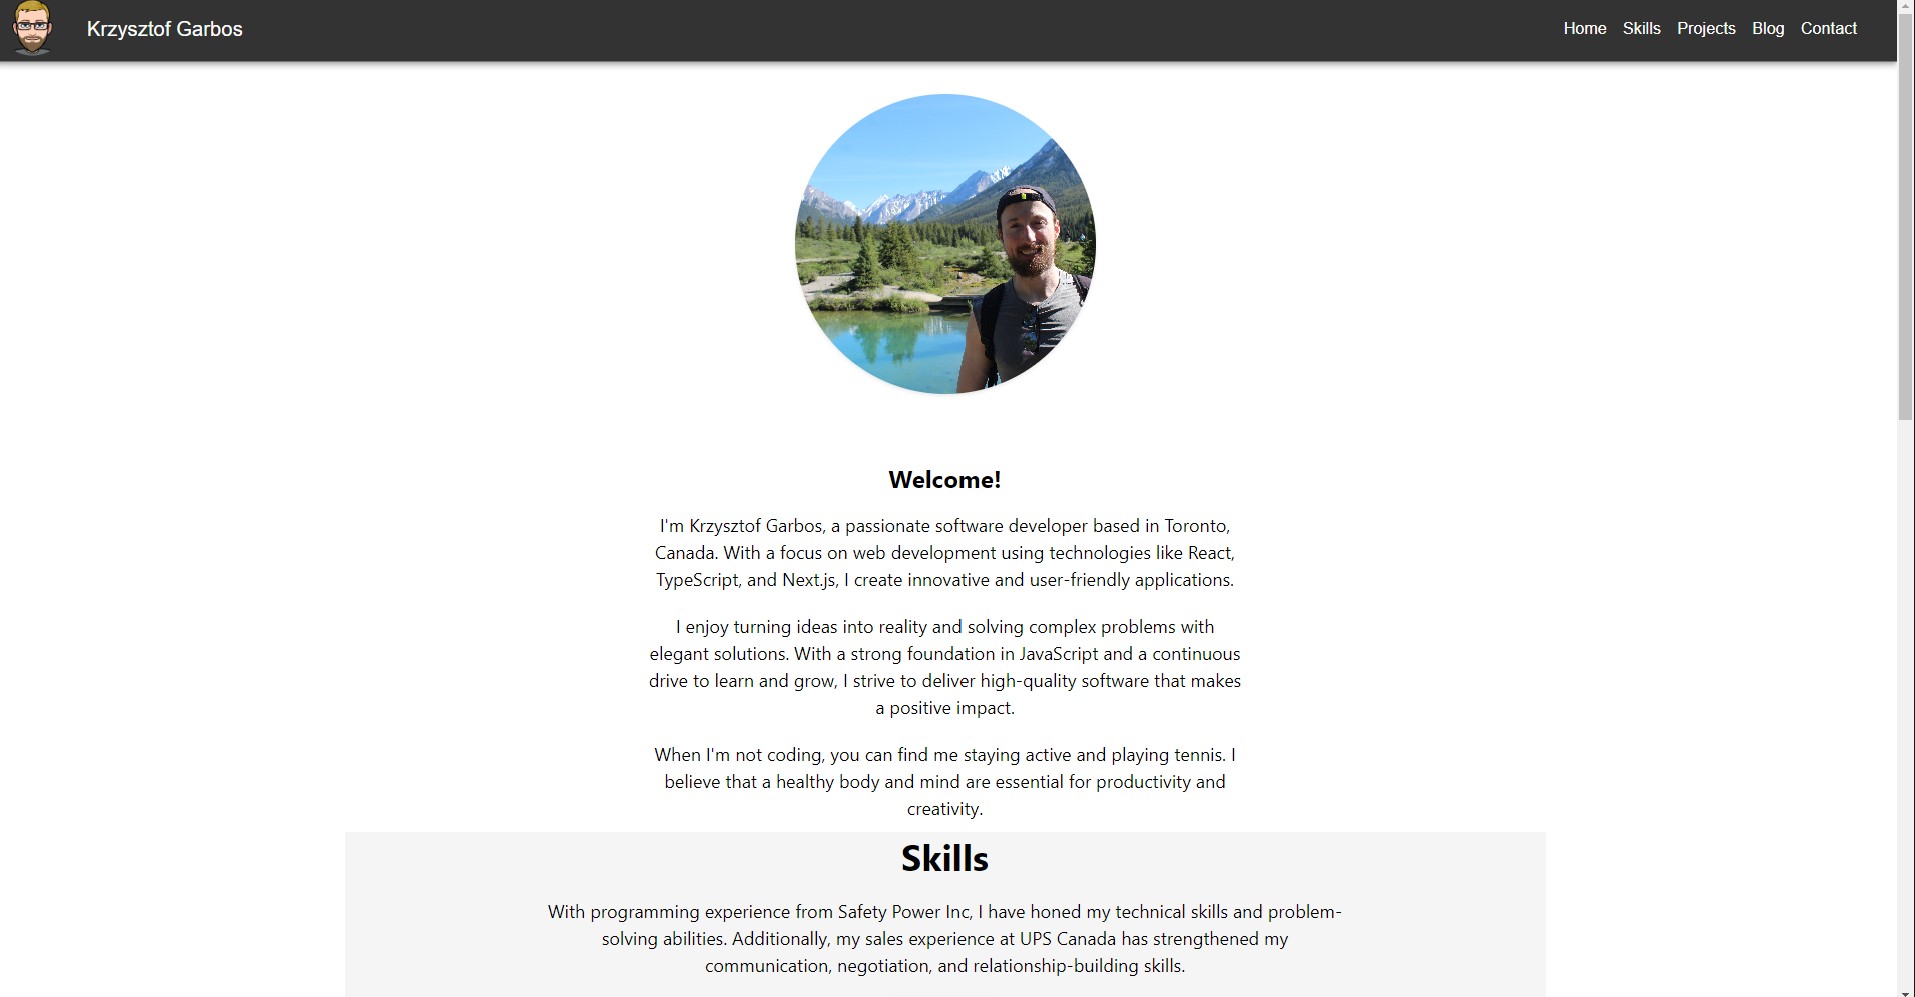 Krzysztof Garbos
Home Skills Projects Blog Contact
Welcome!
I'm Krzysztof Garbos, a passionate software developer based in Toronto,
Canada. With a focus on web development using technologies like React,
TypeScript, and Next.js, I create innovative and user-friendly applications.
I enjoy turning ideas into reality and solving complex problems with
elegant solutions. With a strong foundation in JavaScript and a continuous
drive to learn and grow, I strive to deliver high-quality software that makes
a positive impact.
When I'm not coding, you can find me staying active and playing tennis. I
believe that a healthy body and mind are essential for productivity and
creativity.
Skills
With programming experience from Safety Power Inc, I have honed my technical skills and problem-
solving abilities. Additionally, my sales experience at UPS Canada has strengthened my
communication, negotiation, and relationship-building skills.